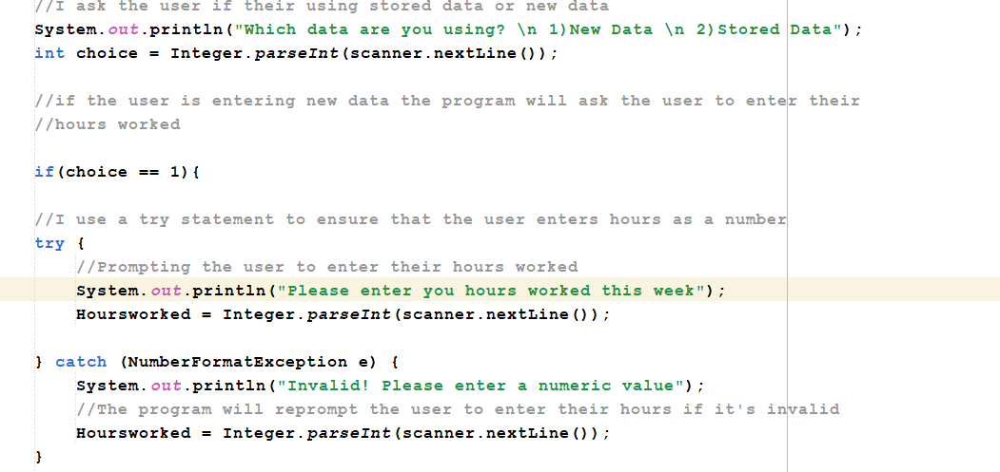 //I ask the user if their using stored data or new data
System.out.println("Which data are you using? \n 1)New Data \n 2)Stored Data");
int choice = Integer.parseInt(scanner.nextLine());
//if the user is entering new data the program will ask the user to enter their
//hours worked
if(choice == 1){
//I use a try statement to ensure that the user enters hours as a number
try {
//Prompting the user to enter their hours worked
System.out.println("Please enter you hours worked this week");
Hoursworked = Integer.parseInt(scanner.nextLine());
} catch (NumberFormatException e) {
System.out.println("Invalid! Please enter a numeric value");
//The program will reprompt the user to enter their hours if it's invalid
Hoursworked = Integer.parseInt(scanner.nextLine());
}